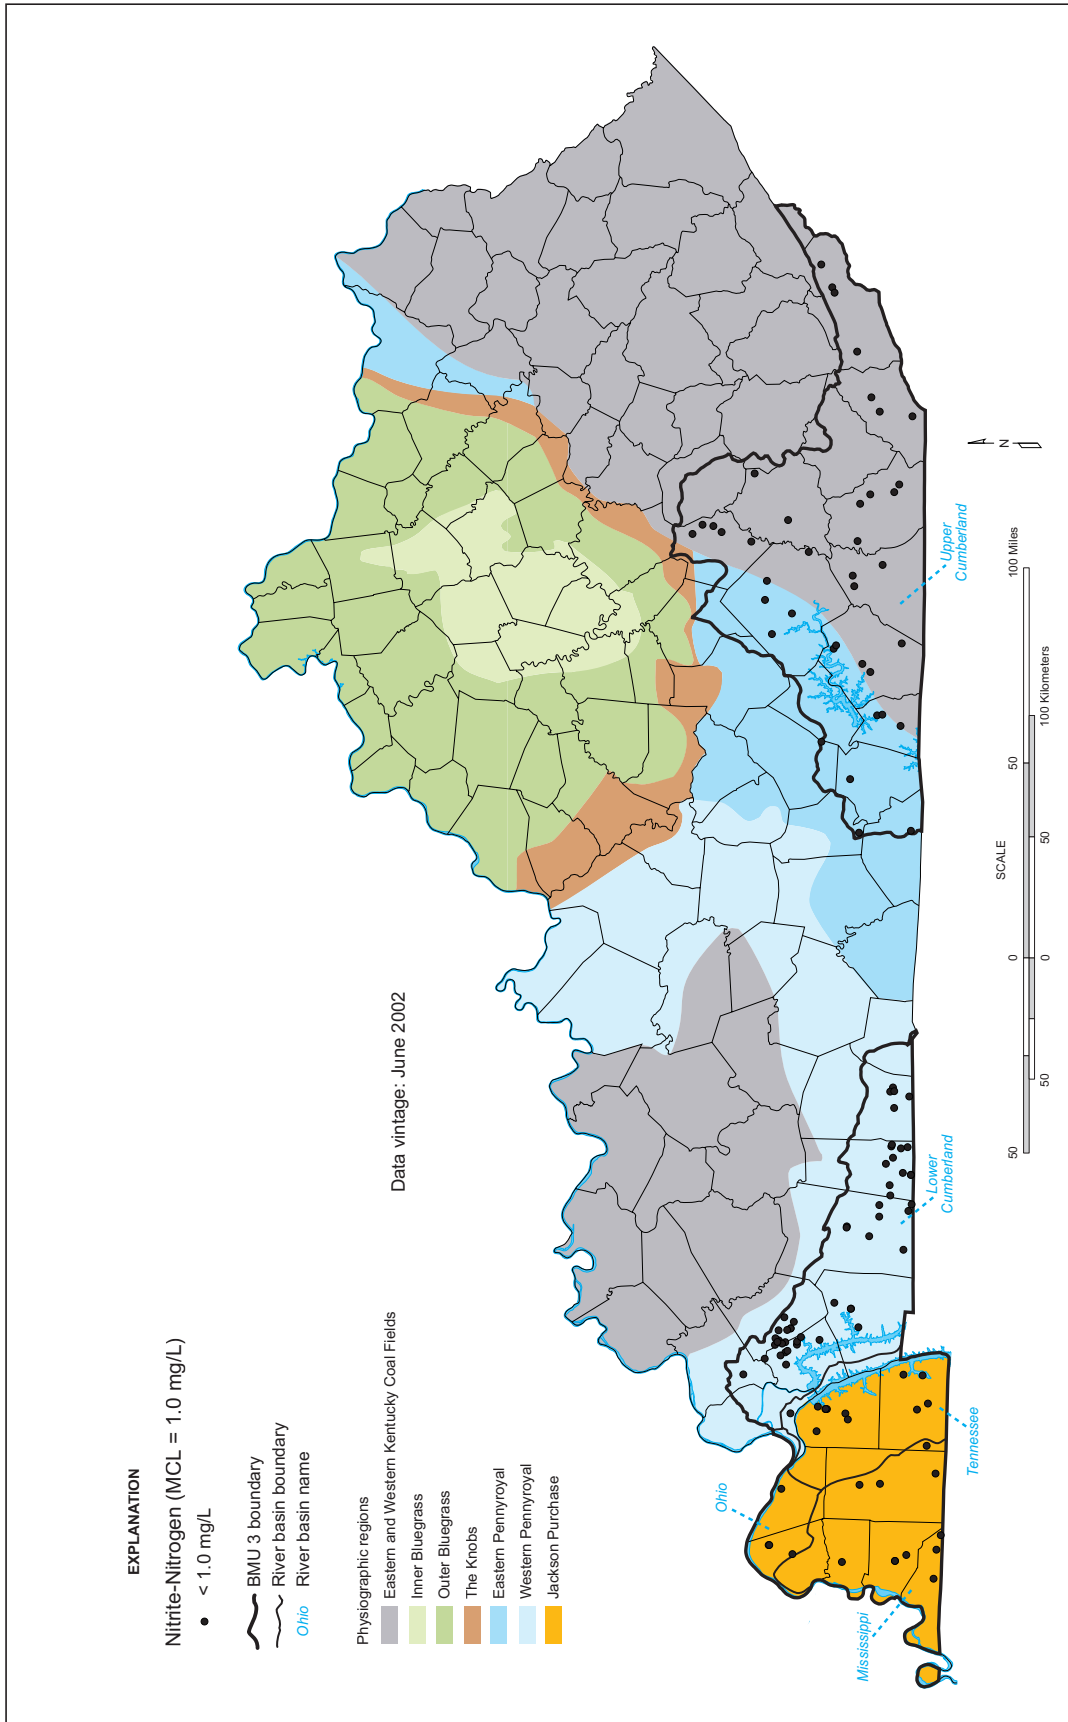 EXPLANATION
Nitrite-Nitrogen (MCL = 1.0 mg/L)
< 1.0 mg/L
BMU 3 boundary
River basin boundary
Ohio River basin name
Physiographic regions
Eastern and Western Kentucky Coal Fields
Inner Bluegrass
Outer Bluegrass
The Knobs
Eastern Pennyroyal
Western Pennyroyal
Jackson Purchase
Data vintage: June 2002
Ohio
Mississippi
Tennessee
Lower
Cumberland
Upper
Cumberland
N
SCALE
50 0 50 100 Miles
50 0 50 100 Kilometers